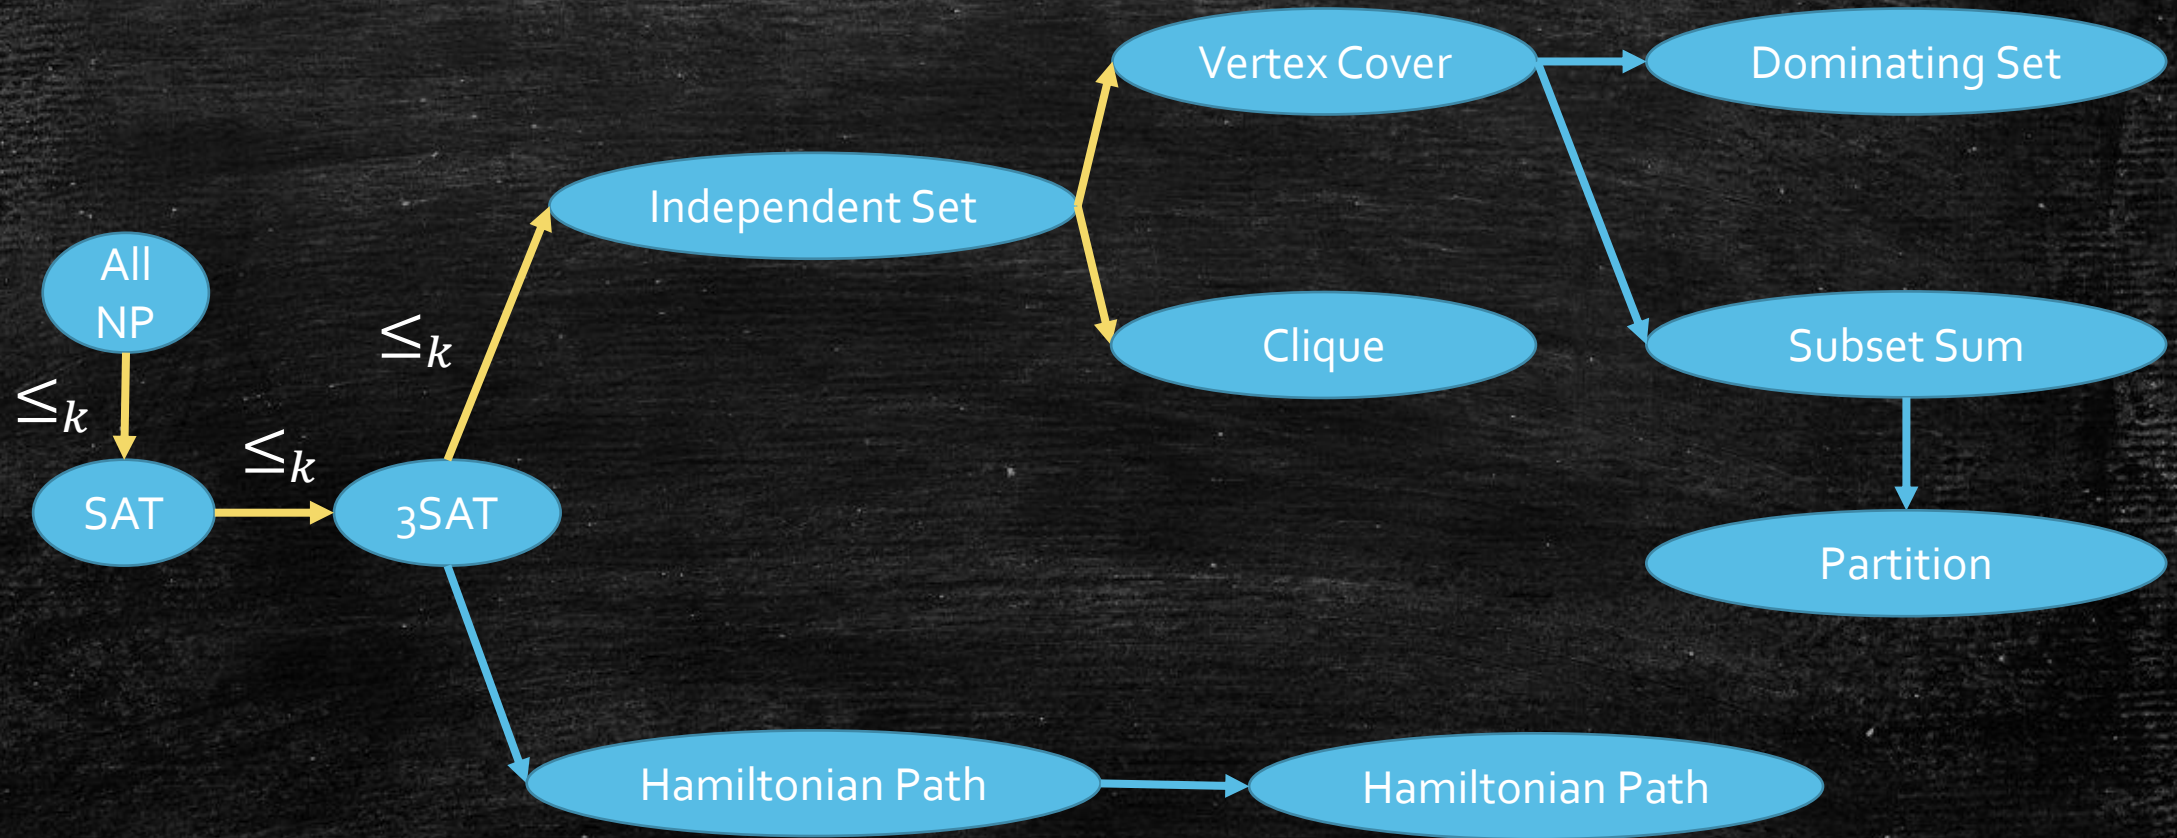 Vertex Cover
Dominating Set
Independent Set
All
NP
≤k
Clique
Subset Sum
≤k
≤k
SAT
3SAT
Partition
Hamiltonian Path
Hamiltonian Path